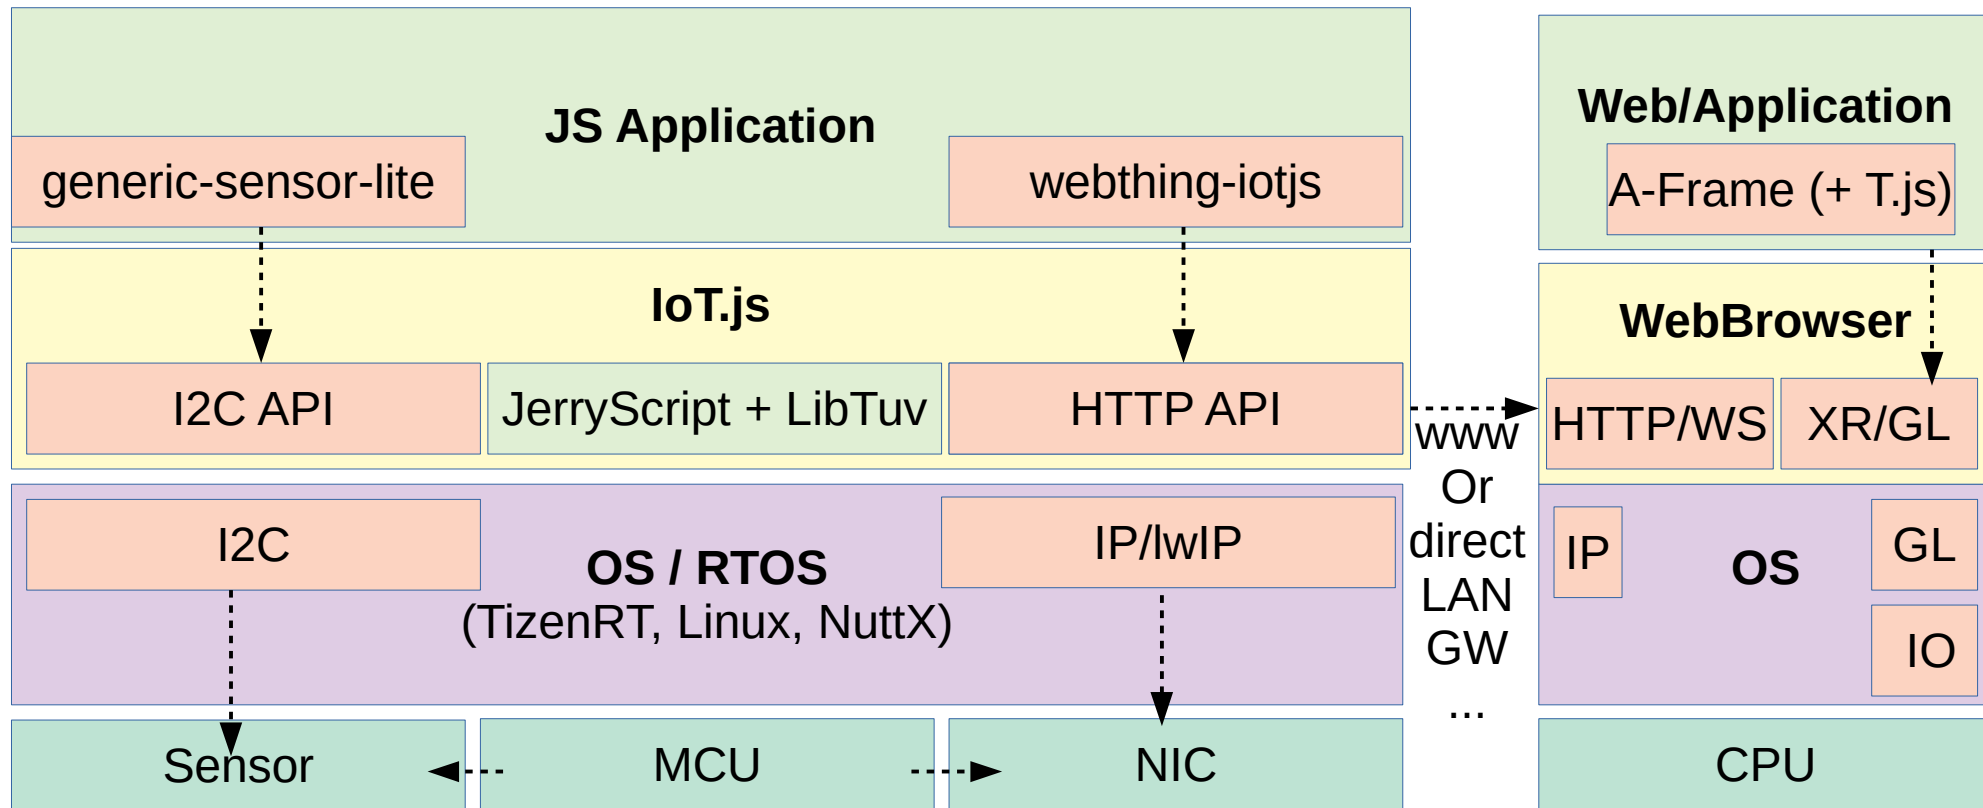 JS Application
generic-sensor-lite
webthing-iotjs
IoT.js
I2C API
JerryScript + LibTuv
HTTP API
I2C
IP/lwIP
OS / RTOS
(TizenRT, Linux, NuttX)
Sensor
MCU
NIC
www
Or
direct
LAN
GW
...
Web/Application
A-Frame (+ T.js)
WebBrowser
HTTP/WS
XR/GL
IP
OS
GL
IO
CPU